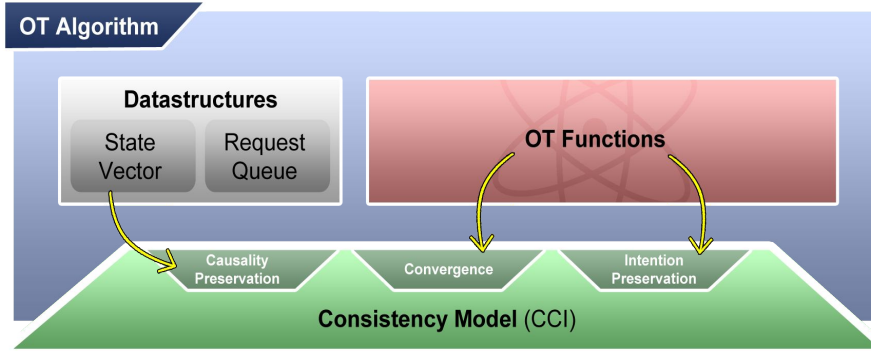 OT Algorithm
Datastructures
State
Vector
Request
Queue
OT Functions
Causality
Preservation
Convergence
Intention
Preservation
Consistency Model (CCI)